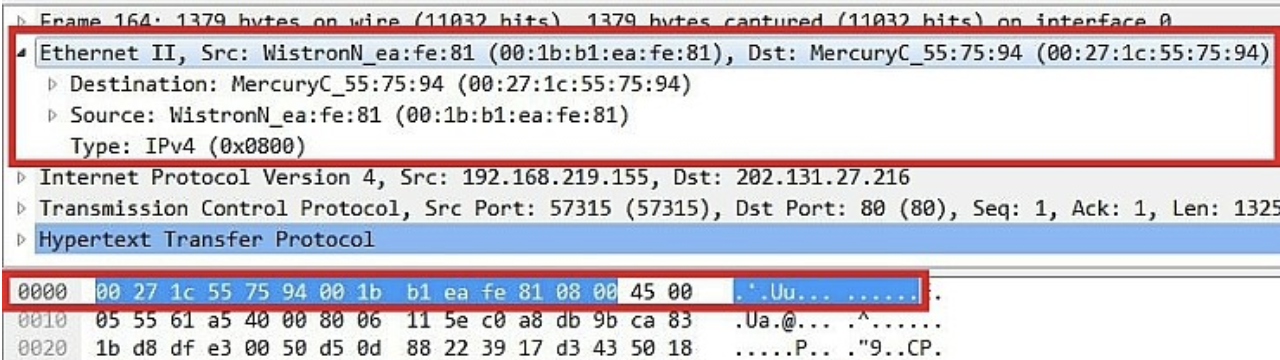 Frame 164: 1379 bytes on wire (11032 bits), 1379 bytes captured (11032 bits) on interface 0
Ethernet II, Src: WistronN_ea:fe:81 (00:1b:b1:ea:fe:81), Dst: MercuryC_55:75:94 (00:27:1c:55:75:94)
Destination: MercuryC_55:75:94 (00:27:1c:55:75:94)
Source: WistronN_ea:fe:81 (00:1b:b1:ea:fe:81)
Type: IPv4 (0x0800)
Internet Protocol Version 4, Src: 192.168.219.155, Dst: 202.131.27.216
Transmission Control Protocol, Src Port: 57315 (57315), Dst Port: 80 (80), Seq: 1, Ack: 1, Len: 1325
Hypertext Transfer Protocol
0000 00 27 1c 55 75 94 00 1b b1 ea fe 81 08 00 45 00 .'.Uu... ......E.
0010 05 55 61 a5 40 00 80 06 11 5e c0 a8 db 9b ca 83 .Ua.@... .^......
0020 1b d8 df e3 00 50 d5 0d 88 22 39 17 d3 43 50 18 .....P.. ."9..CP.